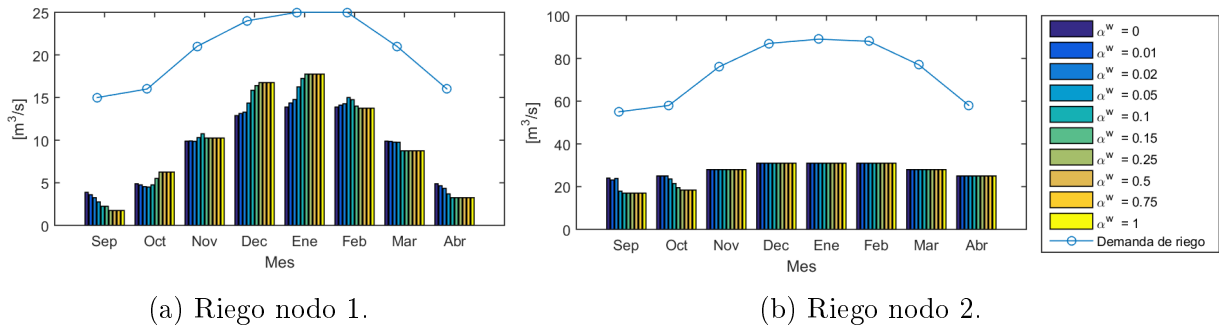 25
20
15
10
5
0
[m³/s]
Sep Oct Nov Dec Ene Feb Mar Abr
Mes
(a) Riego nodo 1.
100
80
60
40
20
0
[m³/s]
Sep Oct Nov Dec Ene Feb Mar Abr
Mes
(b) Riego nodo 2.
αʷ = 0
αʷ = 0.01
αʷ = 0.02
αʷ = 0.05
αʷ = 0.1
αʷ = 0.15
αʷ = 0.25
αʷ = 0.5
αʷ = 0.75
αʷ = 1
Demanda de riego